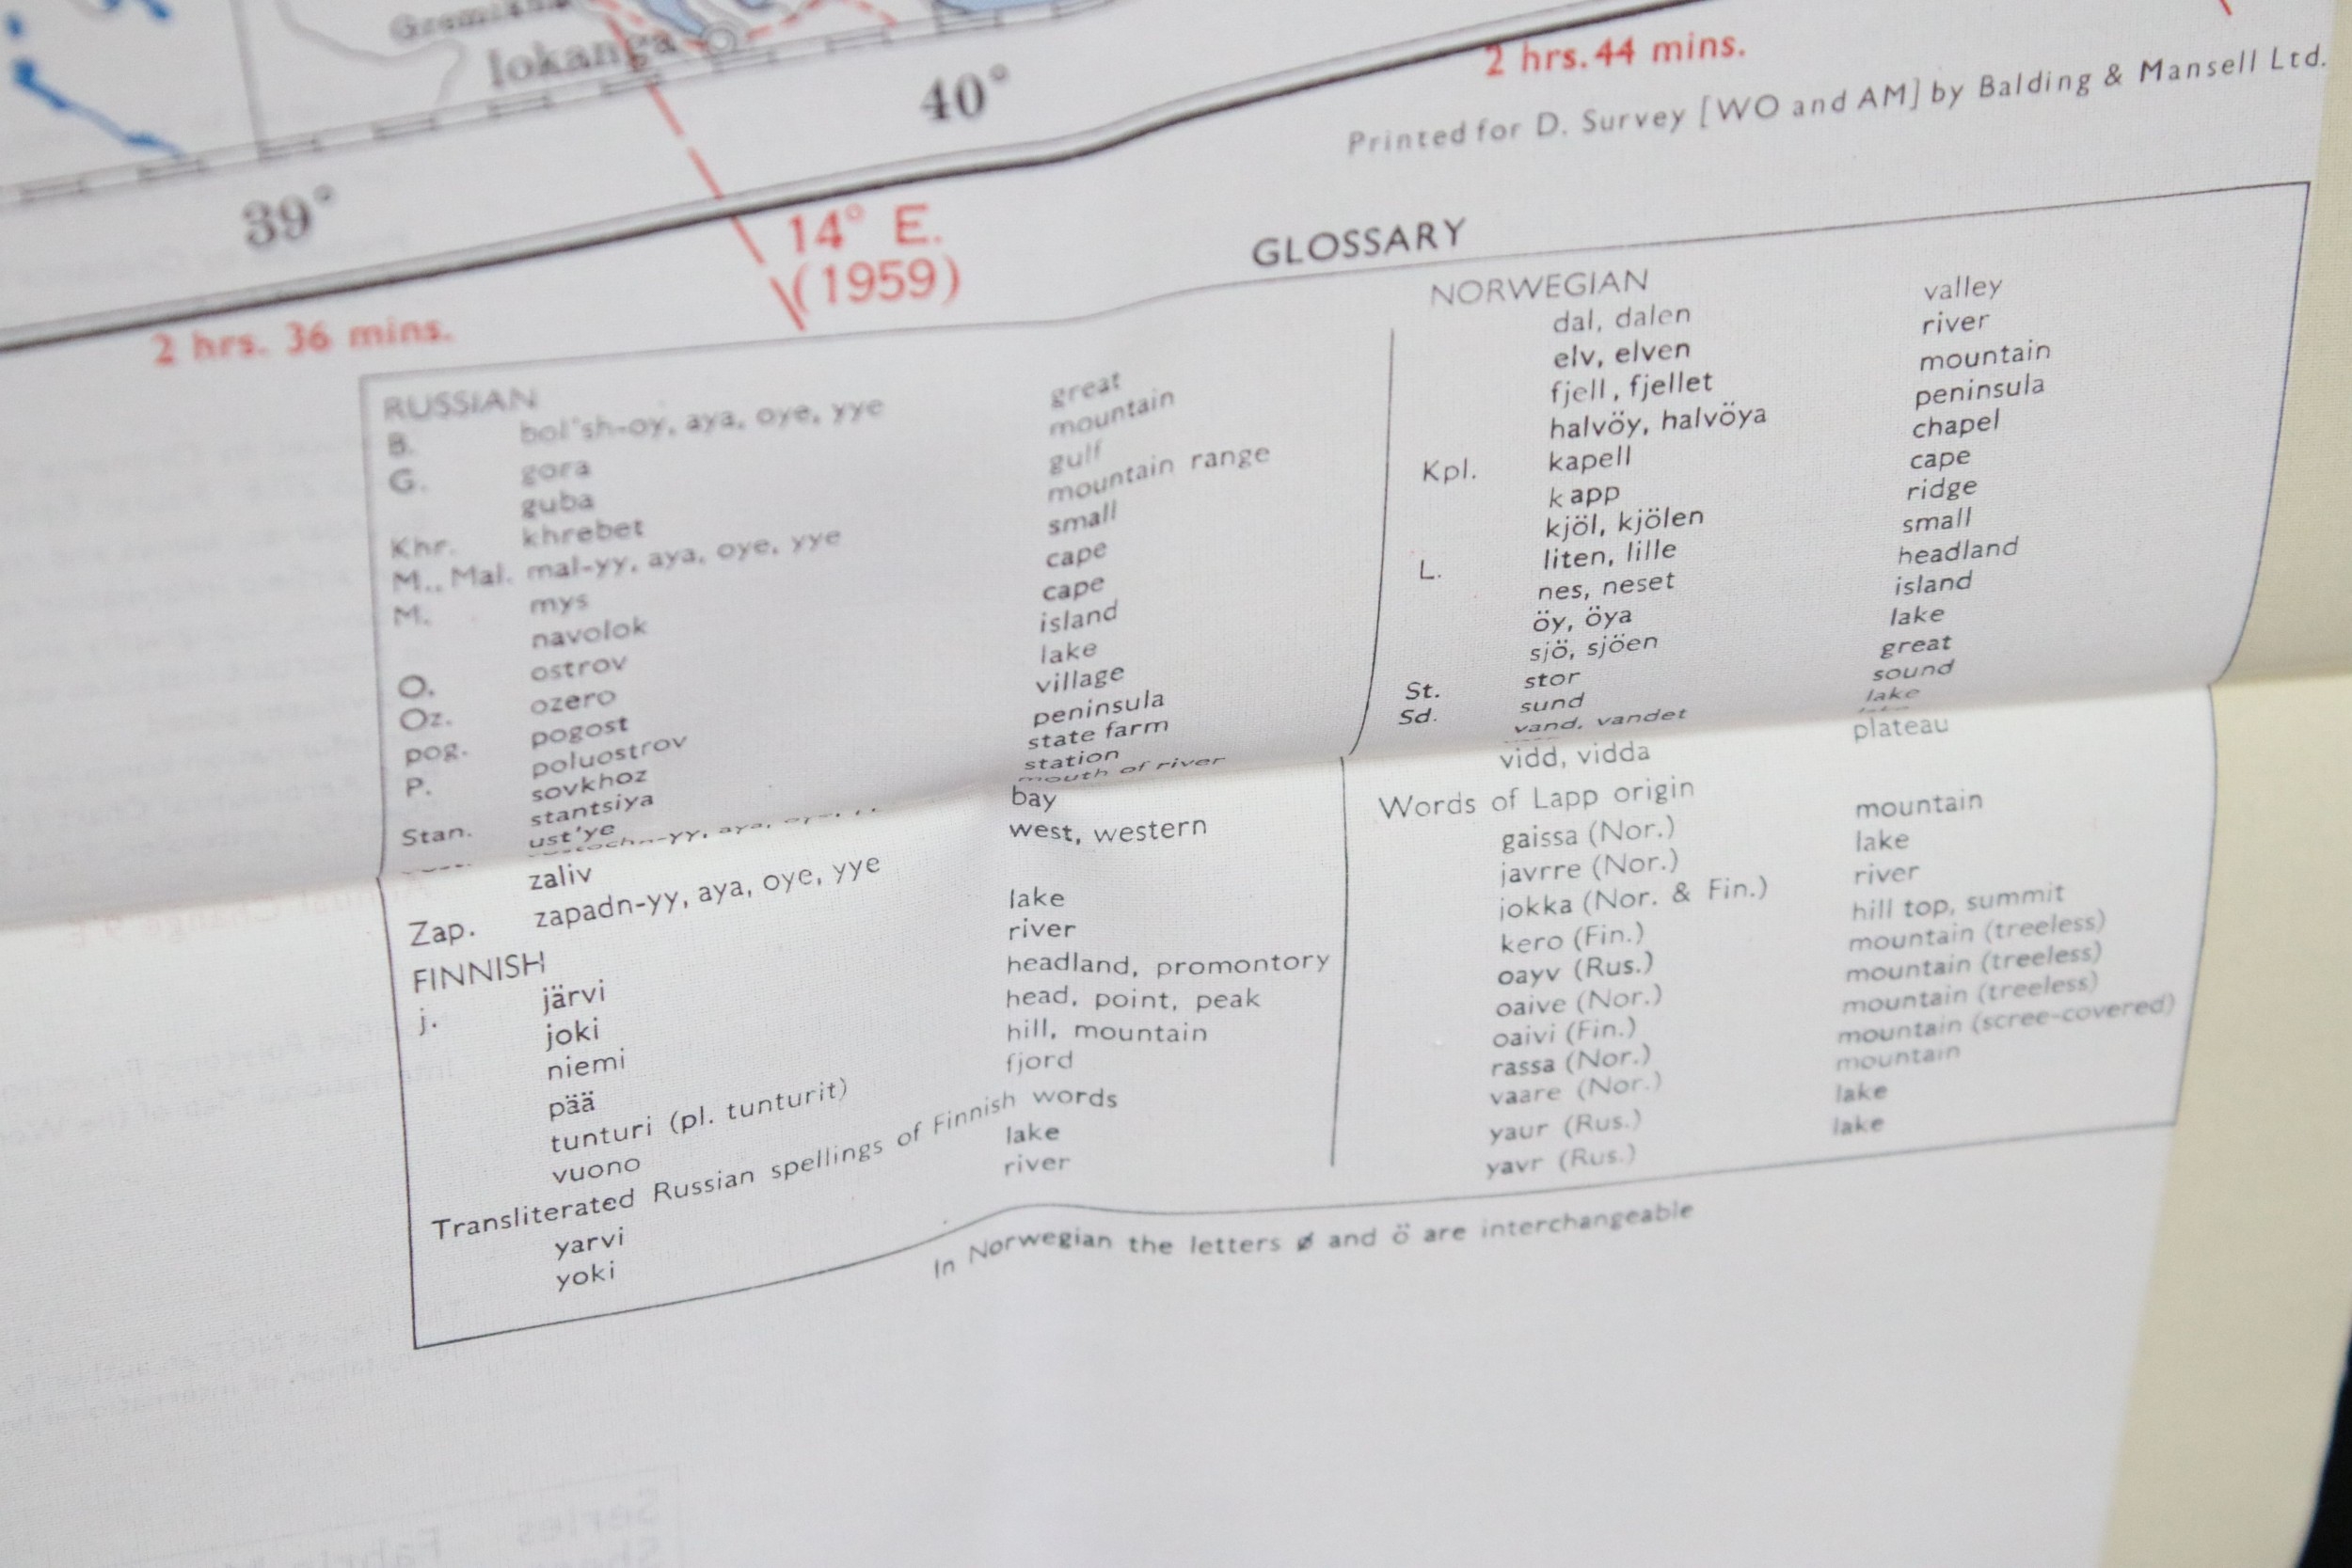 Iokanga
39°
40°
2 hrs. 44 mins.
Printed for D. Survey [WO and AM] by Balding & Mansell Ltd.
14° E.
(1959)
2 hrs. 36 mins.
GLOSSARY
RUSSIAN
B. bol'sh-oy, aya, oye, yye great
G. gora mountain
guba gulf
Khr. khrebet mountain range
M., Mal. mal-yy, aya, oye, yye small
M. mys cape
navolok cape
O. ostrov island
Oz. ozero lake
pog. pogost village
P. poluostrov peninsula
sovkhoz state farm
Stan. stantsiya station
ust'ye mouth of river
zaliv bay
Zap. zapadn-yy, aya, oye, yye west, western
FINNISH
j. järvi lake
joki river
niemi headland, promontory
pää head, point, peak
tunturi (pl. tunturit) hill, mountain
vuono fjord
Transliterated Russian spellings of Finnish words
yarvi lake
yoki river
NORWEGIAN
dal, dalen valley
elv, elven river
fjell, fjellet mountain
halvöy, halvöya peninsula
Kpl. kapell chapel
kapp cape
kjöl, kjölen ridge
L. liten, lille small
nes, neset headland
öy, öya island
sjö, sjöen lake
St. stor great
Sd. sund sound
vand, vandet lake
vidd, vidda plateau
Words of Lapp origin
gaissa (Nor.) mountain
javrre (Nor.) lake
jokka (Nor. & Fin.) river
kero (Fin.) hill top, summit
oayv (Rus.) mountain (treeless)
oaive (Nor.) mountain (treeless)
oaivi (Fin.) mountain (treeless)
rassa (Nor.) mountain (scree-covered)
vaare (Nor.) mountain
yaur (Rus.) lake
yavr (Rus.) lake
In Norwegian the letters ø and ö are interchangeable